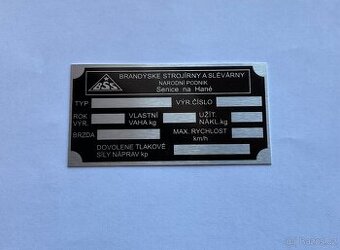 BSS
BRANDÝSKE STROJÍRNY A SLÉVÁRNY
NÁRODNÍ PODNIK
Senice na Hané
TYP VÝR. ČÍSLO
ROK VÝR. VLASTNÍ VÁHA kg UŽIT. NÁKL kg
BRZDA MAX. RYCHLOST km/h
DOVOLENÉ TLAKOVÉ
SÍLY NÁPRAV kp